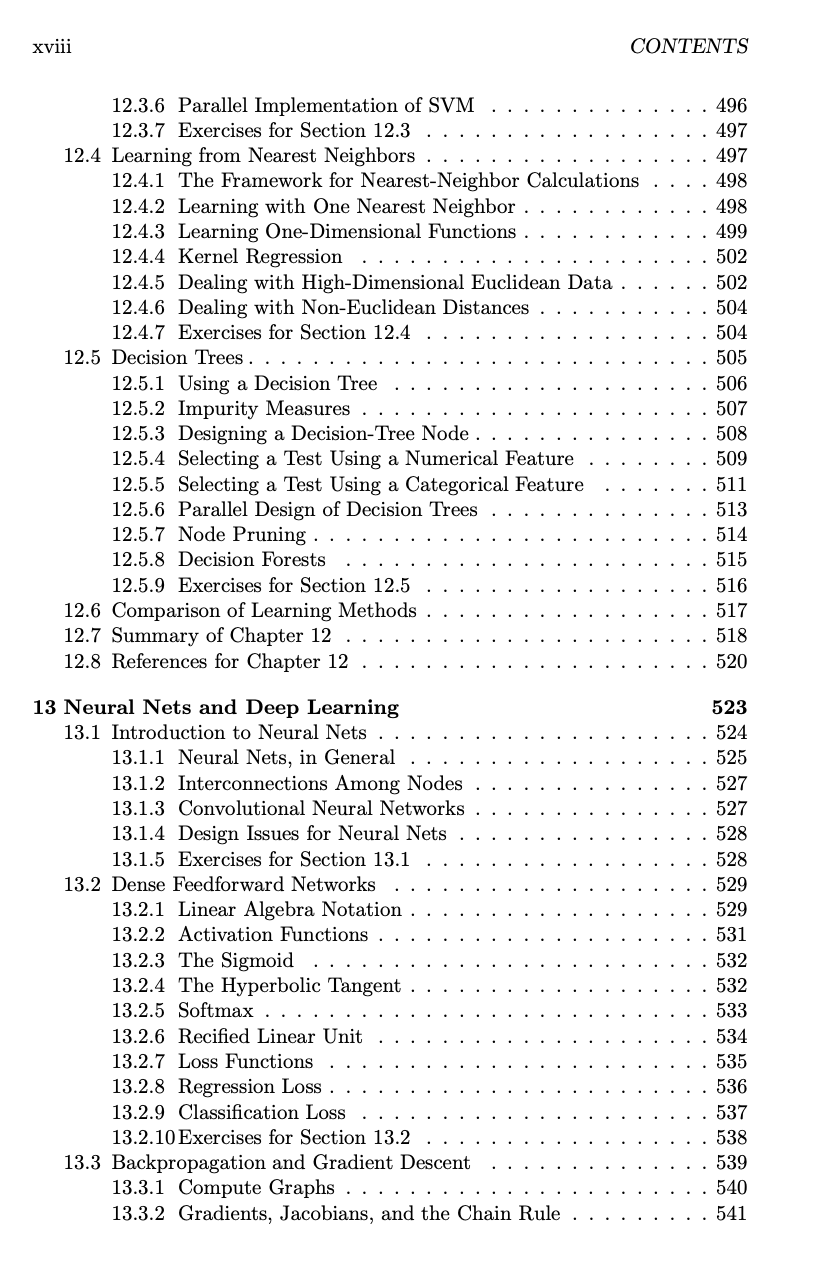 xviii CONTENTS
12.3.6 Parallel Implementation of SVM . . . . . . . . . . . . . . 496
12.3.7 Exercises for Section 12.3 . . . . . . . . . . . . . . . . . . 497
12.4 Learning from Nearest Neighbors . . . . . . . . . . . . . . . . . . 497
12.4.1 The Framework for Nearest-Neighbor Calculations . . . . 498
12.4.2 Learning with One Nearest Neighbor . . . . . . . . . . . . 498
12.4.3 Learning One-Dimensional Functions . . . . . . . . . . . . 499
12.4.4 Kernel Regression . . . . . . . . . . . . . . . . . . . . . . 502
12.4.5 Dealing with High-Dimensional Euclidean Data . . . . . . 502
12.4.6 Dealing with Non-Euclidean Distances . . . . . . . . . . . 504
12.4.7 Exercises for Section 12.4 . . . . . . . . . . . . . . . . . . 504
12.5 Decision Trees . . . . . . . . . . . . . . . . . . . . . . . . . . . . . 505
12.5.1 Using a Decision Tree . . . . . . . . . . . . . . . . . . . . 506
12.5.2 Impurity Measures . . . . . . . . . . . . . . . . . . . . . . 507
12.5.3 Designing a Decision-Tree Node . . . . . . . . . . . . . . . 508
12.5.4 Selecting a Test Using a Numerical Feature . . . . . . . . 509
12.5.5 Selecting a Test Using a Categorical Feature . . . . . . . 511
12.5.6 Parallel Design of Decision Trees . . . . . . . . . . . . . . 513
12.5.7 Node Pruning . . . . . . . . . . . . . . . . . . . . . . . . . 514
12.5.8 Decision Forests . . . . . . . . . . . . . . . . . . . . . . . 515
12.5.9 Exercises for Section 12.5 . . . . . . . . . . . . . . . . . . 516
12.6 Comparison of Learning Methods . . . . . . . . . . . . . . . . . . 517
12.7 Summary of Chapter 12 . . . . . . . . . . . . . . . . . . . . . . . 518
12.8 References for Chapter 12 . . . . . . . . . . . . . . . . . . . . . . 520
13 Neural Nets and Deep Learning 523
13.1 Introduction to Neural Nets . . . . . . . . . . . . . . . . . . . . . 524
13.1.1 Neural Nets, in General . . . . . . . . . . . . . . . . . . . 525
13.1.2 Interconnections Among Nodes . . . . . . . . . . . . . . . 527
13.1.3 Convolutional Neural Networks . . . . . . . . . . . . . . . 527
13.1.4 Design Issues for Neural Nets . . . . . . . . . . . . . . . . 528
13.1.5 Exercises for Section 13.1 . . . . . . . . . . . . . . . . . . 528
13.2 Dense Feedforward Networks . . . . . . . . . . . . . . . . . . . . 529
13.2.1 Linear Algebra Notation . . . . . . . . . . . . . . . . . . . 529
13.2.2 Activation Functions . . . . . . . . . . . . . . . . . . . . . 531
13.2.3 The Sigmoid . . . . . . . . . . . . . . . . . . . . . . . . . 532
13.2.4 The Hyperbolic Tangent . . . . . . . . . . . . . . . . . . . 532
13.2.5 Softmax . . . . . . . . . . . . . . . . . . . . . . . . . . . . 533
13.2.6 Recified Linear Unit . . . . . . . . . . . . . . . . . . . . . 534
13.2.7 Loss Functions . . . . . . . . . . . . . . . . . . . . . . . . 535
13.2.8 Regression Loss . . . . . . . . . . . . . . . . . . . . . . . . 536
13.2.9 Classification Loss . . . . . . . . . . . . . . . . . . . . . . 537
13.2.10 Exercises for Section 13.2 . . . . . . . . . . . . . . . . . . 538
13.3 Backpropagation and Gradient Descent . . . . . . . . . . . . . . 539
13.3.1 Compute Graphs . . . . . . . . . . . . . . . . . . . . . . . 540
13.3.2 Gradients, Jacobians, and the Chain Rule . . . . . . . . . 541